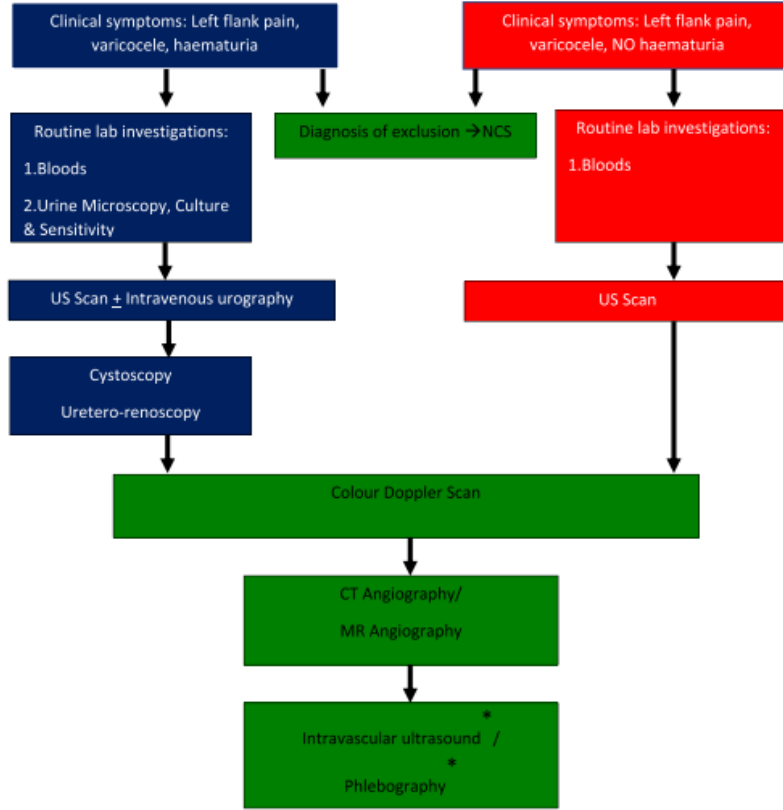 Clinical symptoms: Left flank pain,
varicocele, haematuria
Clinical symptoms: Left flank pain,
varicocele, NO haematuria
Routine lab investigations:
1.Bloods
2.Urine Microscopy, Culture
& Sensitivity
Diagnosis of exclusion →NCS
Routine lab investigations:
1.Bloods
US Scan + Intravenous urography
US Scan
Cystoscopy
Uretero-renoscopy
Colour Doppler Scan
CT Angiography/
MR Angiography
Intravascular ultrasound*/
Phlebography*